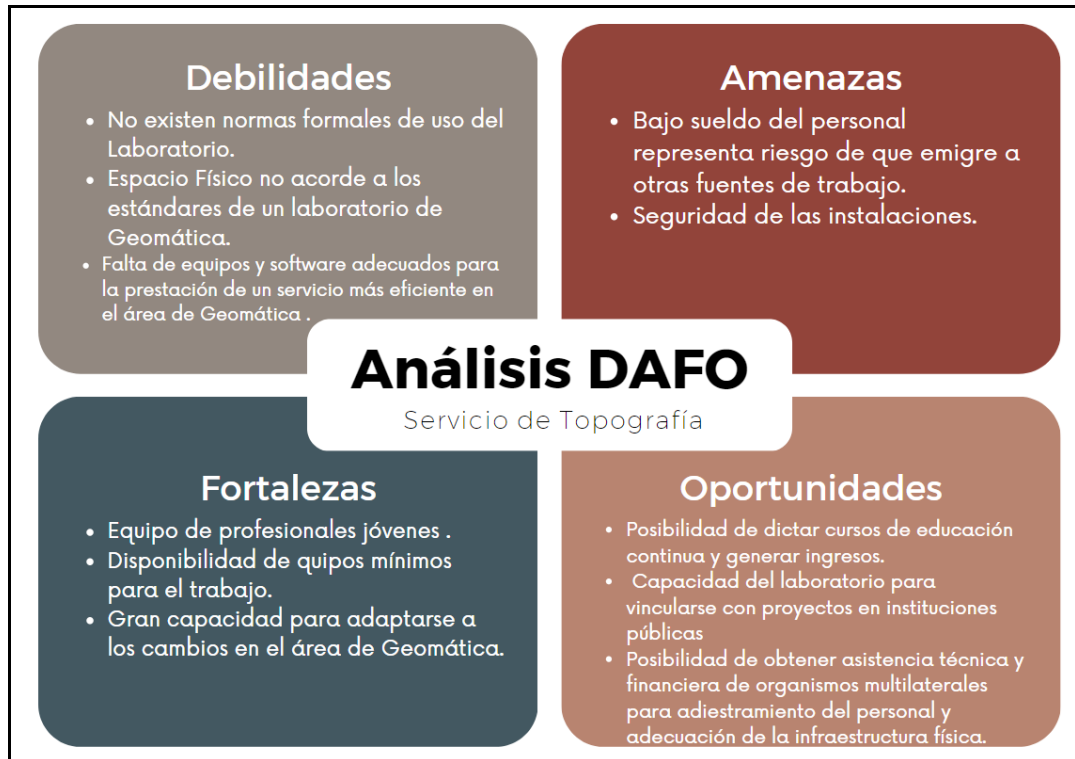 Debilidades
• No existen normas formales de uso del
Laboratorio.
• Espacio Físico no acorde a los
estándares de un laboratorio de
Geomática.
• Falta de equipos y software adecuados para
la prestación de un servicio más eficiente en
el área de Geomática .
Amenazas
• Bajo sueldo del personal
representa riesgo de que emigre a
otras fuentes de trabajo.
• Seguridad de las instalaciones.
Análisis DAFO
Servicio de Topografía
Fortalezas
• Equipo de profesionales jóvenes .
• Disponibilidad de quipos mínimos
para el trabajo.
• Gran capacidad para adaptarse a
los cambios en el área de Geomática.
Oportunidades
• Posibilidad de dictar cursos de educación
continua y generar ingresos.
• Capacidad del laboratorio para
vincularse con proyectos en instituciones
públicas
• Posibilidad de obtener asistencia técnica y
financiera de organismos multilaterales
para adiestramiento del personal y
adecuación de la infraestructura física.